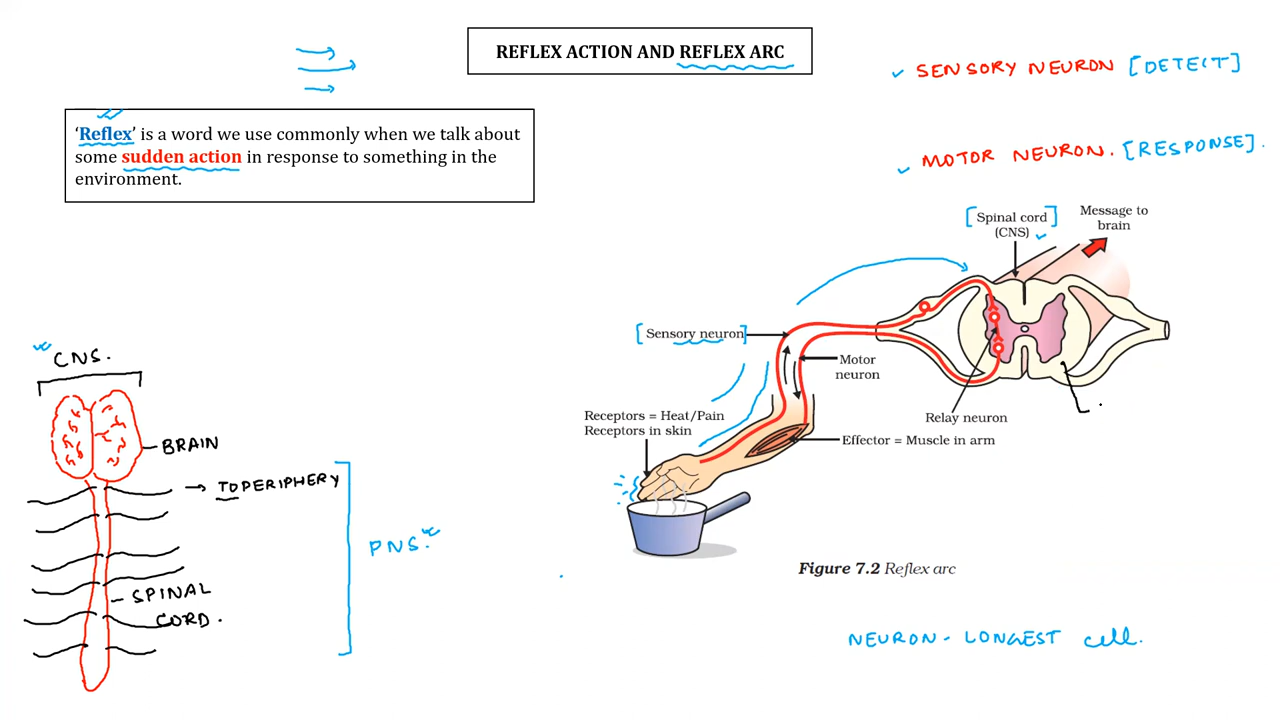 REFLEX ACTION AND REFLEX ARC
SENSORY NEURON [DETECT]
MOTOR NEURON. [RESPONSE].
‘Reflex’ is a word we use commonly when we talk about
some sudden action in response to something in the
environment.
[Spinal cord]
(CNS)
Message to
brain
[Sensory neuron]
Motor
neuron
Receptors = Heat/Pain
Receptors in skin
Relay neuron
Effector = Muscle in arm
Figure 7.2 Reflex arc
CNS.
BRAIN
→ TO PERIPHERY
PNS.
SPINAL
CORD.
NEURON - LONGEST cell.